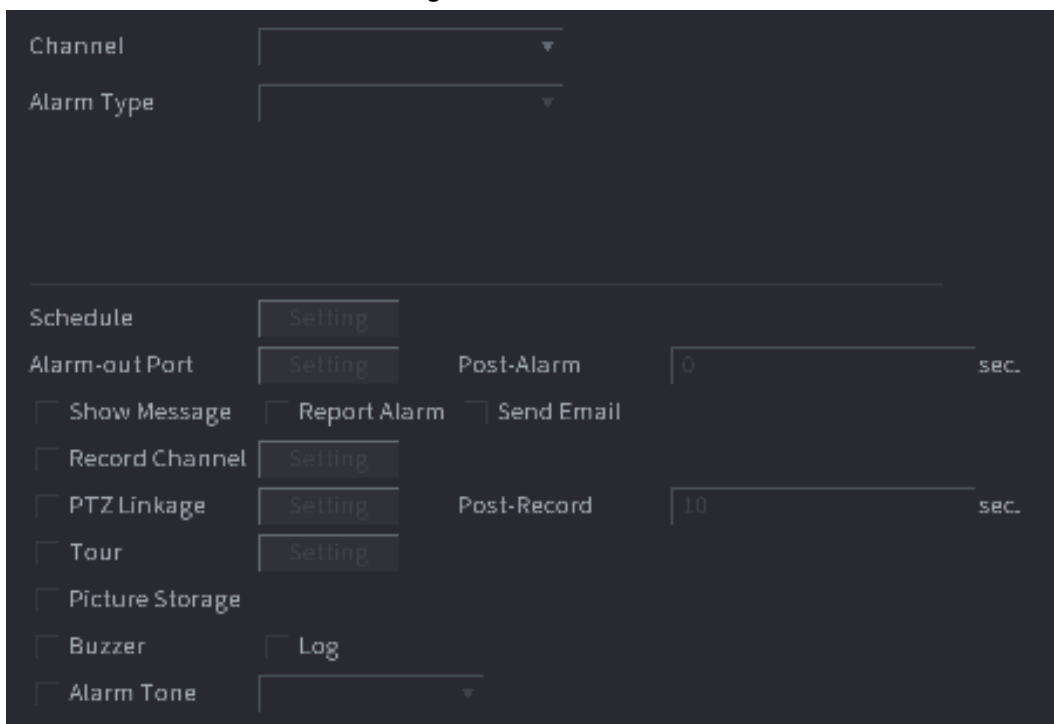 Channel
Alarm Type
Schedule Setting
Alarm-out Port Setting Post-Alarm 0 sec.
Show Message Report Alarm Send Email
Record Channel Setting
PTZ Linkage Setting Post-Record 10 sec.
Tour Setting
Picture Storage
Buzzer Log
Alarm Tone